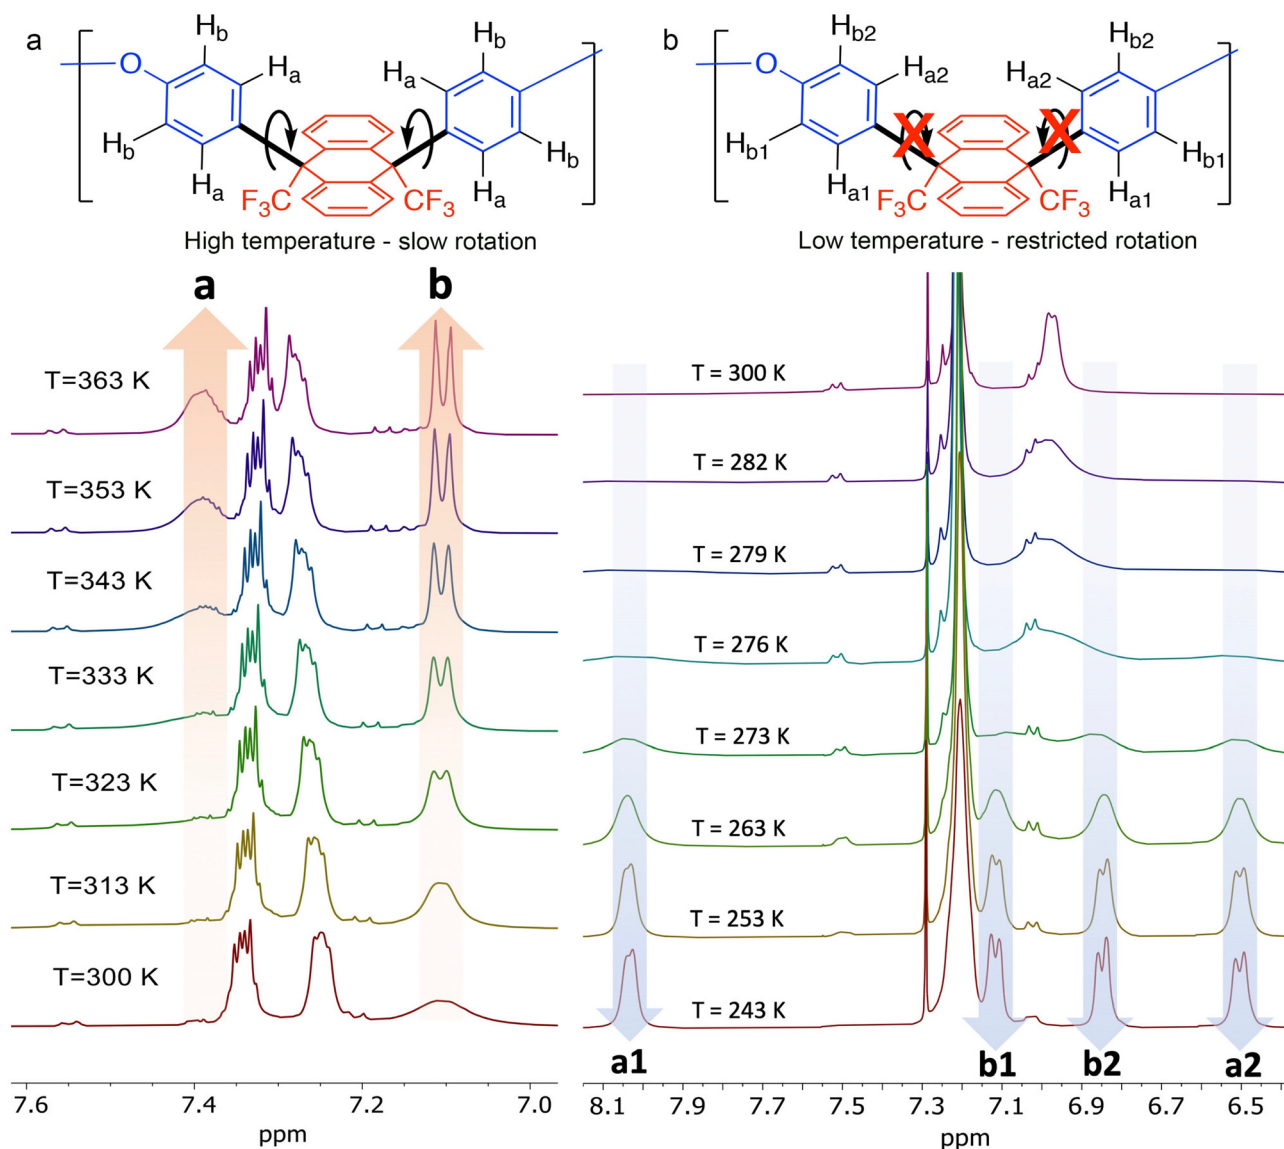 a
b
O
Hb
Ha
Ha
Hb
Hb
Ha
Ha
Hb
F3C
CF3
High temperature - slow rotation
O
Hb2
Ha2
Ha2
Hb2
X
X
Hb1
Ha1
Ha1
Hb1
F3C
CF3
Low temperature - restricted rotation
a
b
T=363 K
T=353 K
T=343 K
T=333 K
T=323 K
T=313 K
T=300 K
7.6
7.4
7.2
7.0
ppm
T = 300 K
T = 282 K
T = 279 K
T = 276 K
T = 273 K
T = 263 K
T = 253 K
T = 243 K
a1
b1
b2
a2
8.1
7.9
7.7
7.5
7.3
7.1
6.9
6.7
6.5
ppm